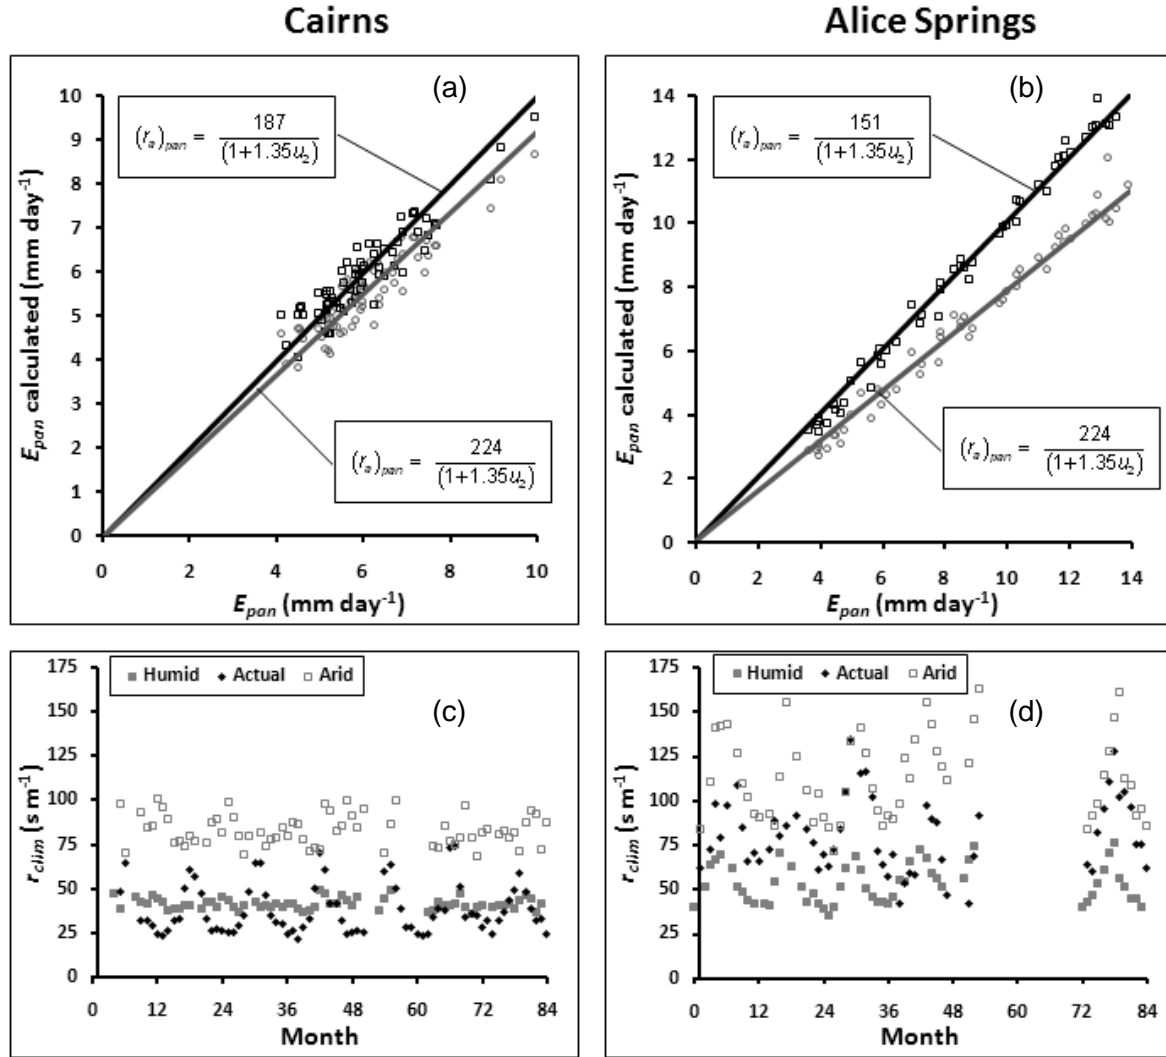 Cairns
Alice Springs
(a)
(r_a)_pan = 187 / (1+1.35u_2)
(r_a)_pan = 224 / (1+1.35u_2)
E_pan calculated (mm day⁻¹)
10
9
8
7
6
5
4
3
2
1
0
0 2 4 6 8 10
E_pan (mm day⁻¹)
(b)
(r_a)_pan = 151 / (1+1.35u_2)
(r_a)_pan = 224 / (1+1.35u_2)
E_pan calculated (mm day⁻¹)
14
12
10
8
6
4
2
0
0 2 4 6 8 10 12 14
E_pan (mm day⁻¹)
Humid Actual Arid
(c)
r_clim (s m⁻¹)
175
150
125
100
75
50
25
0
0 12 24 36 48 60 72 84
Month
Humid Actual Arid
(d)
r_clim (s m⁻¹)
175
150
125
100
75
50
25
0
0 12 24 36 48 60 72 84
Month